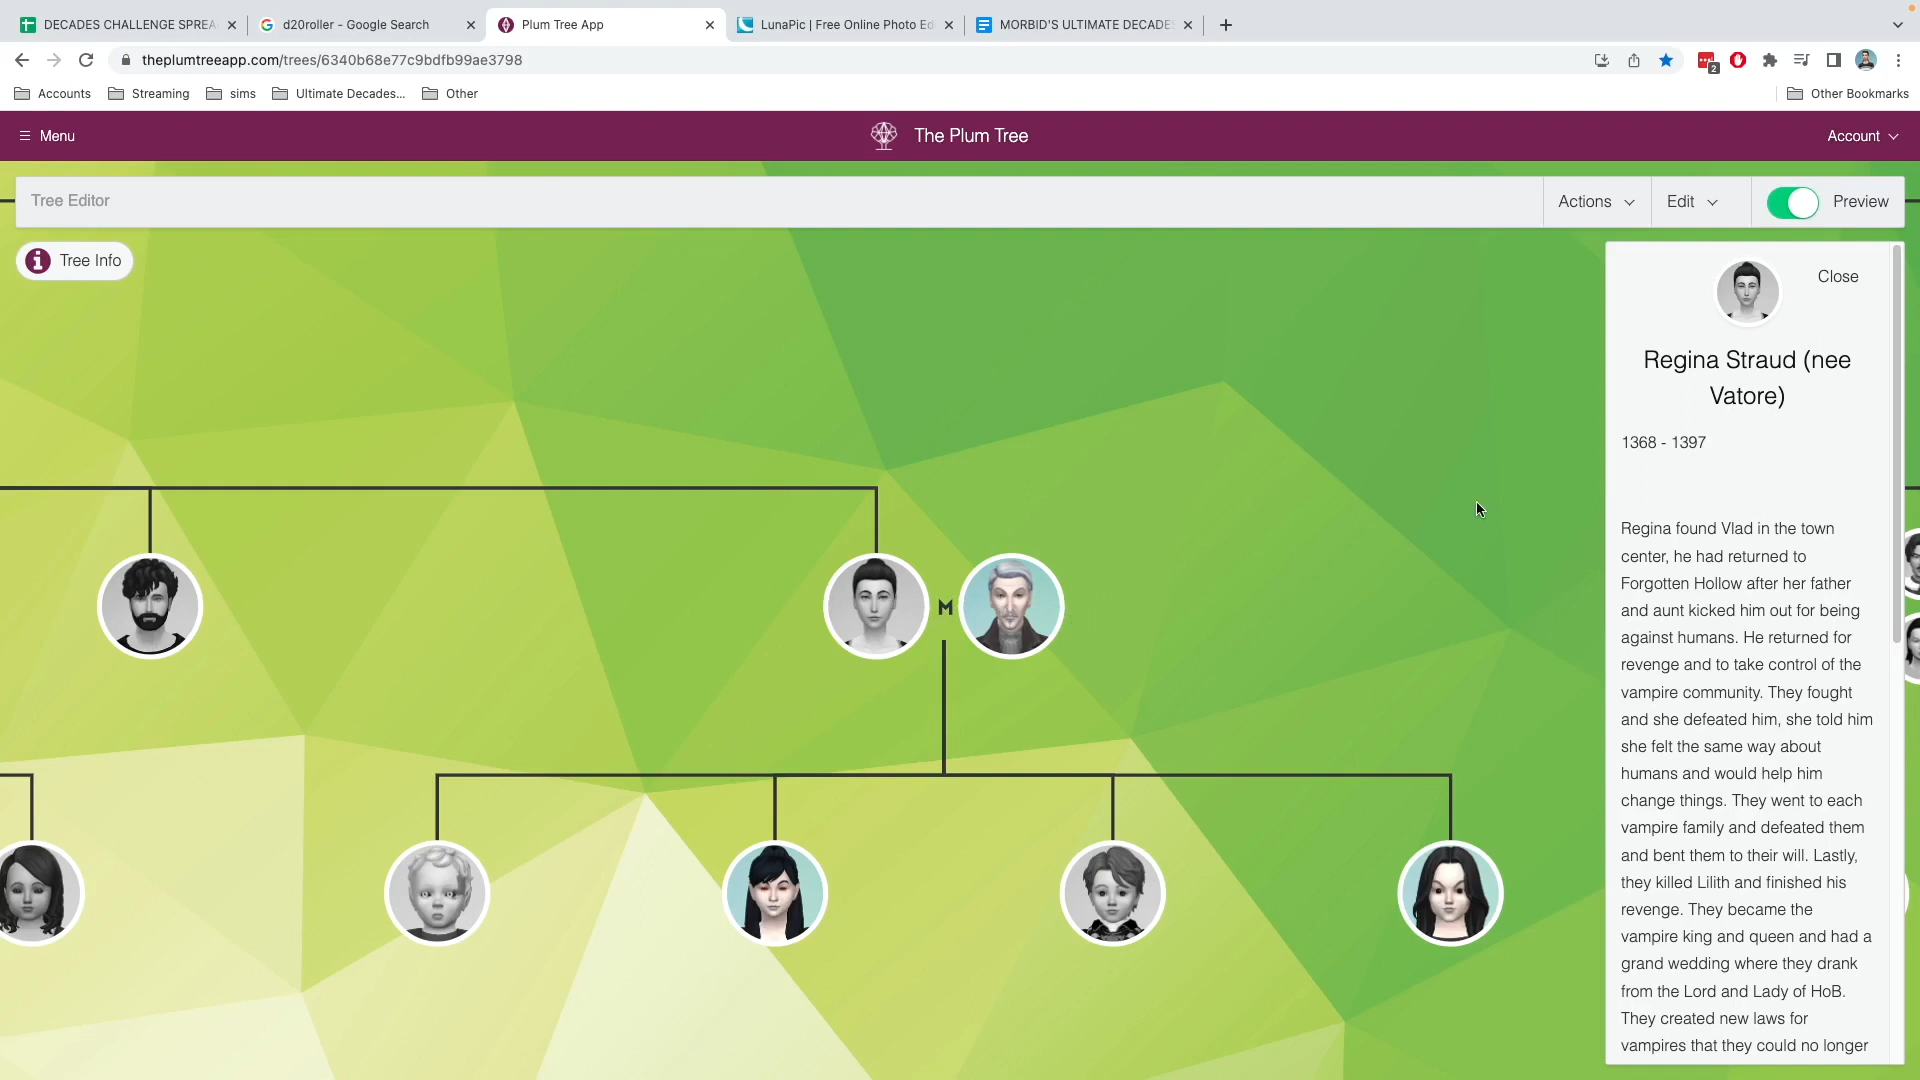 DECADES CHALLENGE SPREA
d20roller - Google Search
Plum Tree App
LunaPic | Free Online Photo Ed
MORBID'S ULTIMATE DECADES
theplumtreeapp.com/trees/6340b68e77c9bdfb99ae3798
2
Accounts
Streaming
sims
Ultimate Decades...
Other
Other Bookmarks
Menu
The Plum Tree
Account
Tree Editor
Actions
Edit
Preview
Tree Info
Close
Regina Straud (nee
Vatore)
1368 - 1397
Regina found Vlad in the town
center, he had returned to
Forgotten Hollow after her father
and aunt kicked him out for being
against humans. He returned for
revenge and to take control of the
vampire community. They fought
and she defeated him, she told him
she felt the same way about
humans and would help him
change things. They went to each
vampire family and defeated them
and bent them to their will. Lastly,
they killed Lilith and finished his
revenge. They became the
vampire king and queen and had a
grand wedding where they drank
from the Lord and Lady of HoB.
They created new laws for
vampires that they could no longer
M